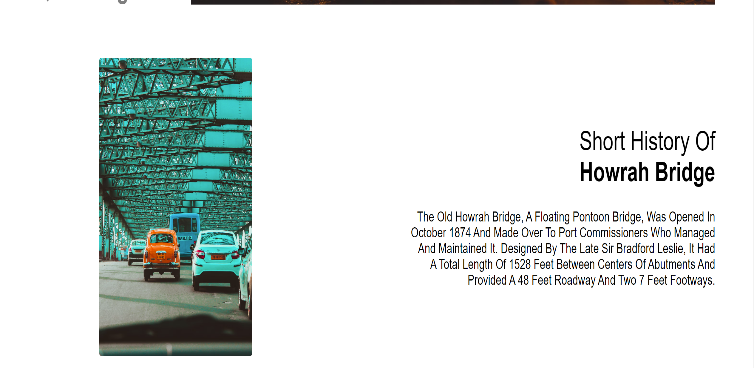 Short History Of
Howrah Bridge
The Old Howrah Bridge, A Floating Pontoon Bridge, Was Opened In
October 1874 And Made Over To Port Commissioners Who Managed
And Maintained It. Designed By The Late Sir Bradford Leslie, It Had
A Total Length Of 1528 Feet Between Centers Of Abutments And
Provided A 48 Feet Roadway And Two 7 Feet Footways.